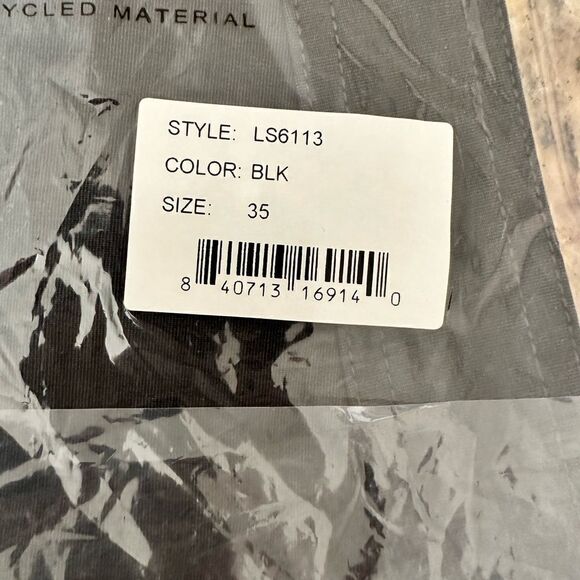 YCLED MATERIAL
STYLE: LS6113
COLOR: BLK
SIZE: 35
8 40713 16914 0